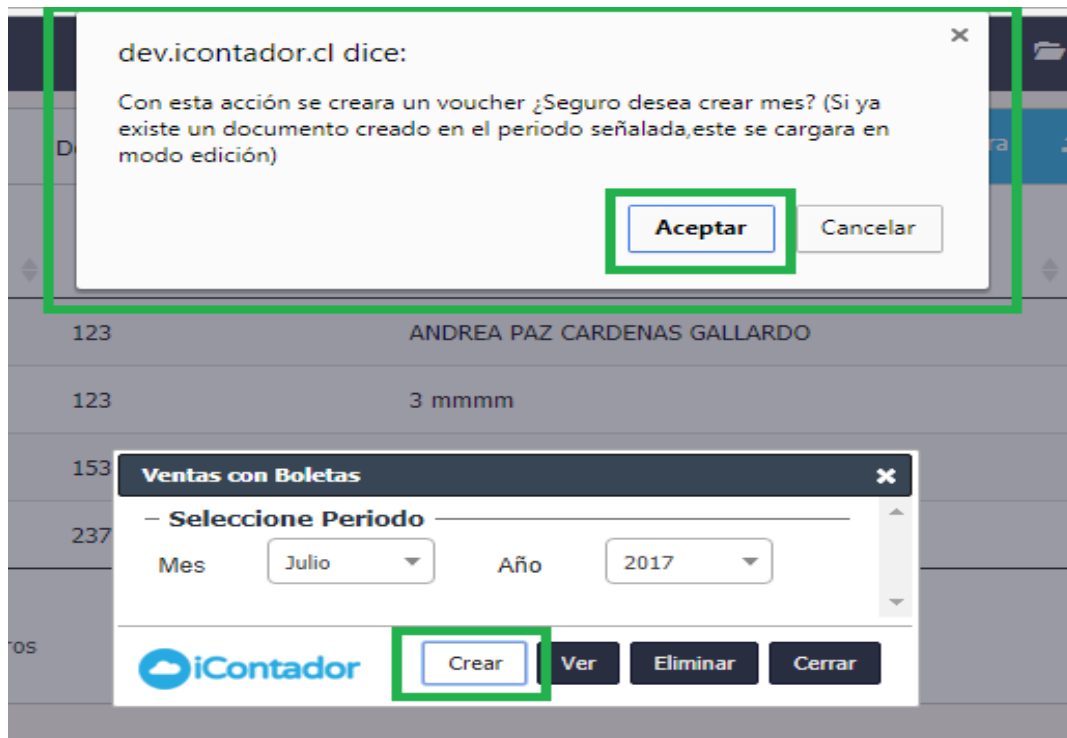 dev.icontador.cl dice:
Con esta acción se creara un voucher ¿Seguro desea crear mes? (Si ya
existe un documento creado en el periodo señalada,este se cargara en
modo edición)
Aceptar Cancelar
123 ANDREA PAZ CARDENAS GALLARDO
123 3 mmmm
153
237
Ventas con Boletas
Seleccione Periodo
Mes Julio Año 2017
iContador Crear Ver Eliminar Cerrar